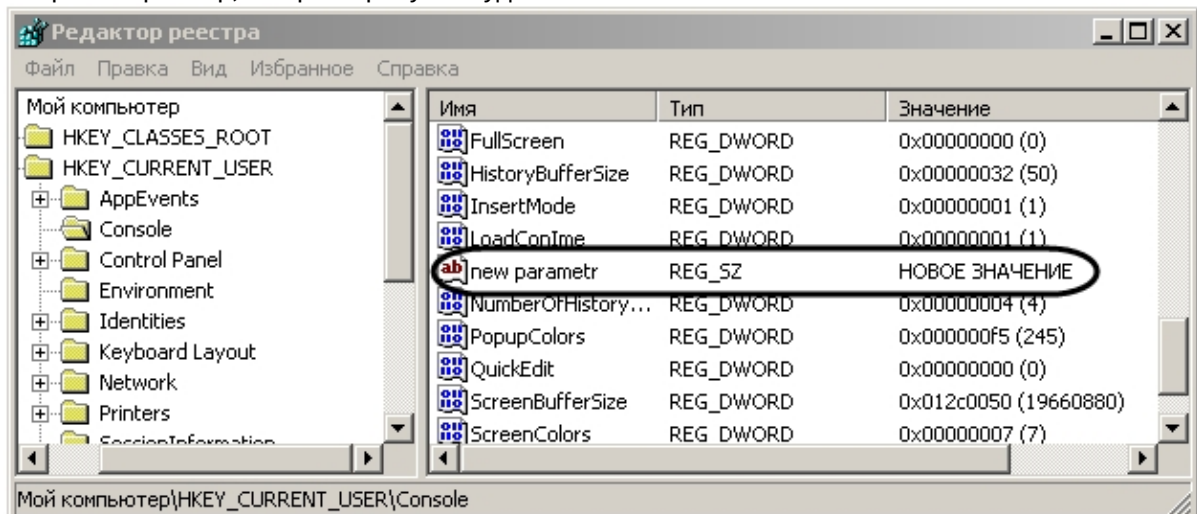 Редактор реестра
Файл Правка Вид Избранное Справка
Мой компьютер
HKEY_CLASSES_ROOT
HKEY_CURRENT_USER
AppEvents
Console
Control Panel
Environment
Identities
Keyboard Layout
Network
Printers
SessionInformation
Имя Тип Значение
FullScreen REG_DWORD 0x00000000 (0)
HistoryBufferSize REG_DWORD 0x00000032 (50)
InsertMode REG_DWORD 0x00000001 (1)
LoadConIme REG_DWORD 0x00000001 (1)
new parametr REG_SZ НОВОЕ ЗНАЧЕНИЕ
NumberOfHistory... REG_DWORD 0x00000004 (4)
PopupColors REG_DWORD 0x000000f5 (245)
QuickEdit REG_DWORD 0x00000000 (0)
ScreenBufferSize REG_DWORD 0x012c0050 (19660880)
ScreenColors REG_DWORD 0x00000007 (7)
Мой компьютер\HKEY_CURRENT_USER\Console